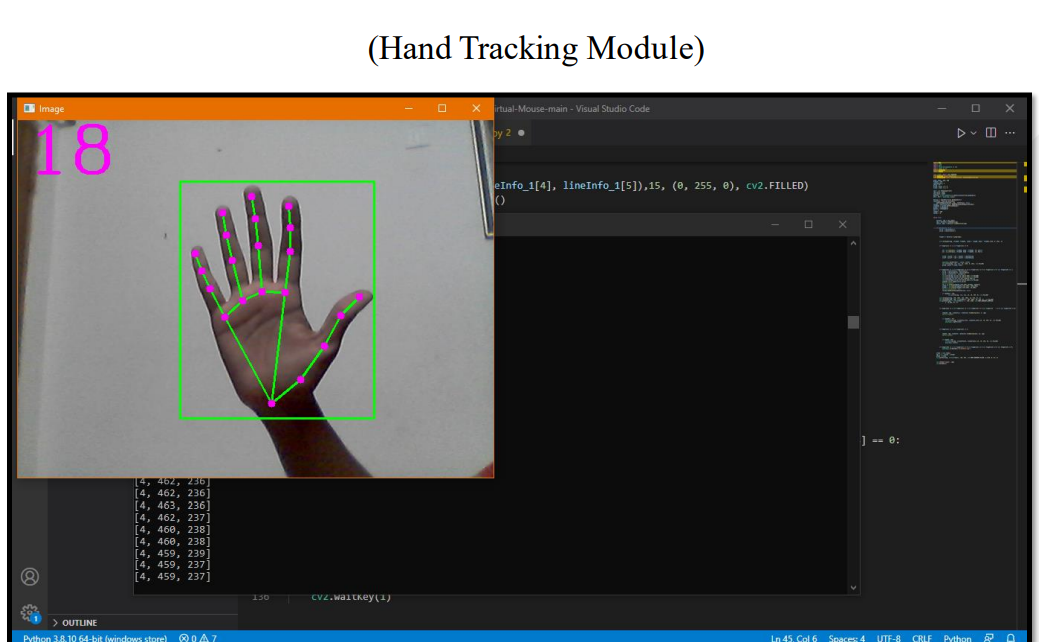 (Hand Tracking Module)
Image
irtual-Mouse-main - Visual Studio Code
18
py 2
eInfo_1[4], lineInfo_1[5]),15, (0, 255, 0), cv2.FILLED)
()
] == 0:
[4, 462, 236]
[4, 462, 236]
[4, 463, 236]
[4, 462, 237]
[4, 460, 238]
[4, 460, 238]
[4, 459, 239]
[4, 459, 237]
[4, 459, 237]
136 cv2.waitKey(1)
1
OUTLINE
Python 3.8.10 64-bit (windows store) 0 7 Ln 45, Col 6 Spaces: 4 UTF-8 CRLF Python